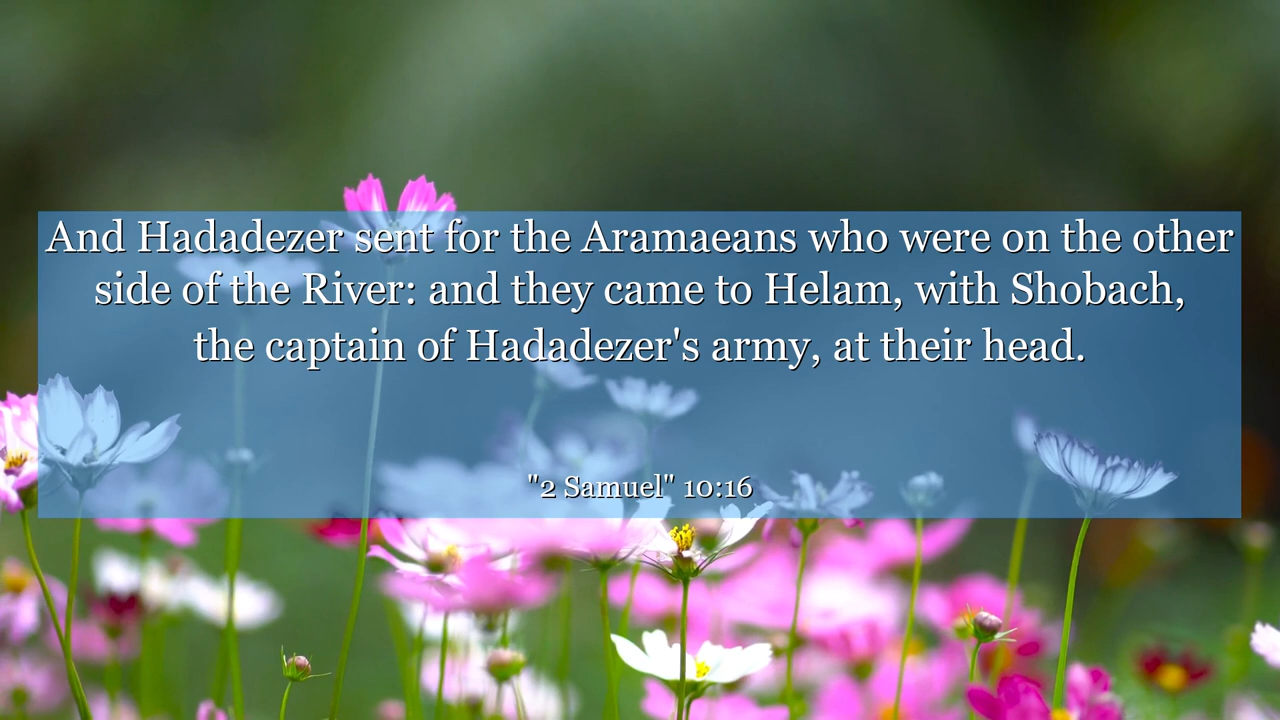 And Hadadezer sent for the Aramaeans who were on the other
side of the River: and they came to Helam, with Shobach,
the captain of Hadadezer's army, at their head.
"2 Samuel" 10:16